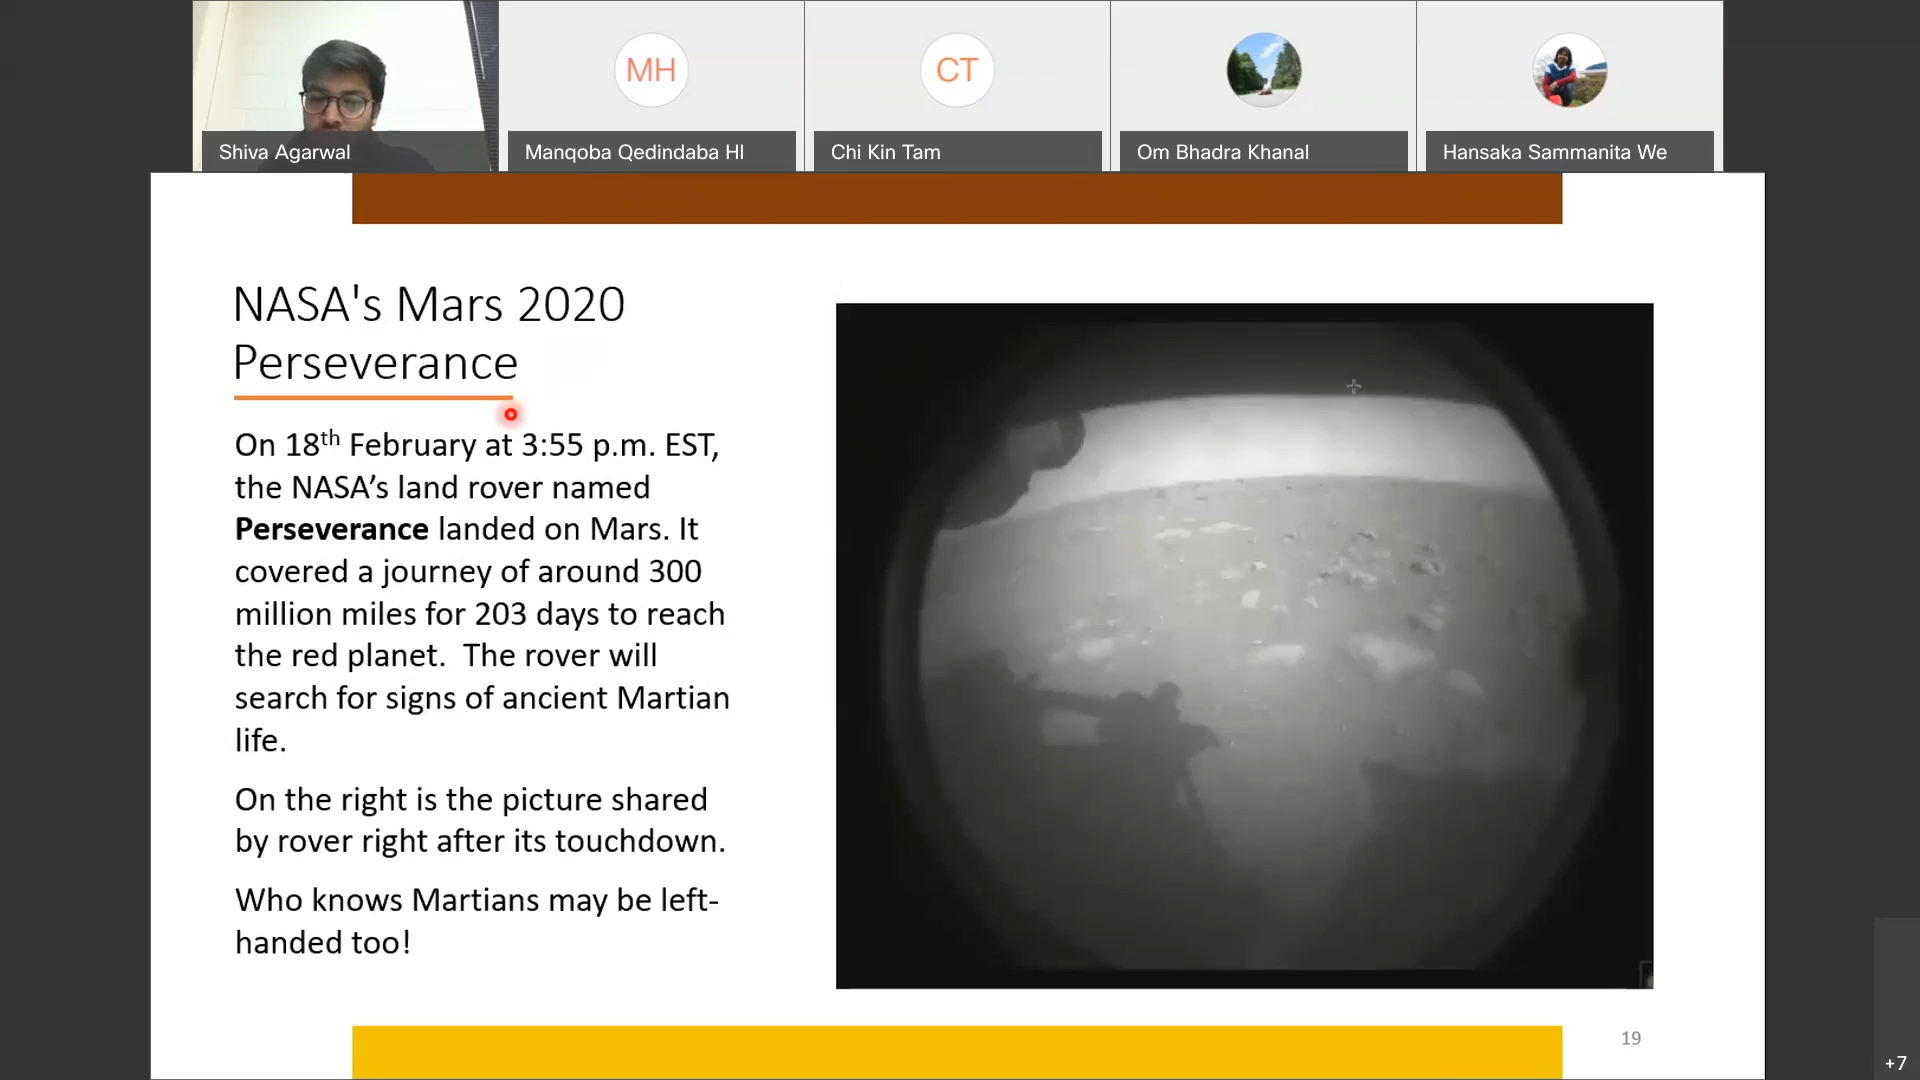 MH
CT
Shiva Agarwal
Manqoba Qedindaba Hl
Chi Kin Tam
Om Bhadra Khanal
Hansaka Sammanita We
NASA's Mars 2020
Perseverance
On 18th February at 3:55 p.m. EST,
the NASA’s land rover named
Perseverance landed on Mars. It
covered a journey of around 300
million miles for 203 days to reach
the red planet.  The rover will
search for signs of ancient Martian
life.
On the right is the picture shared
by rover right after its touchdown.
Who knows Martians may be left-
handed too!
19
+7